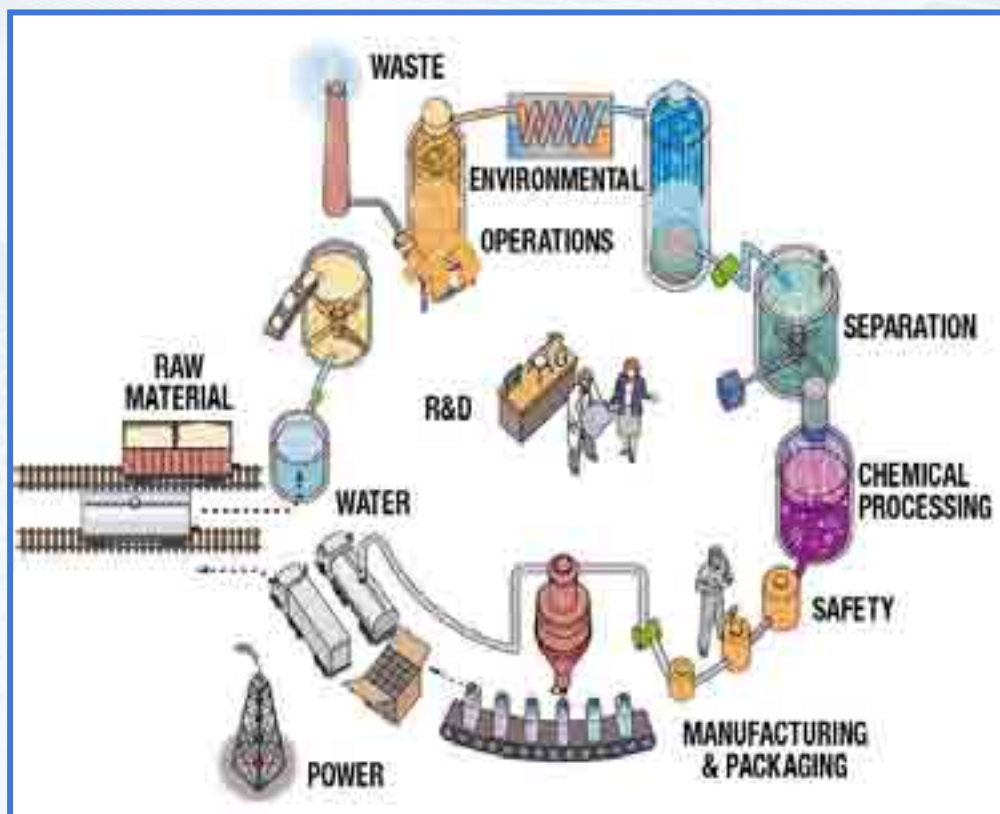 WASTE
ENVIRONMENTAL
OPERATIONS
SEPARATION
RAW
MATERIAL
R&D
WATER
CHEMICAL
PROCESSING
SAFETY
MANUFACTURING
& PACKAGING
POWER